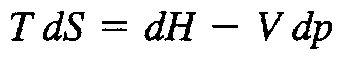 T dS = dH − V dp